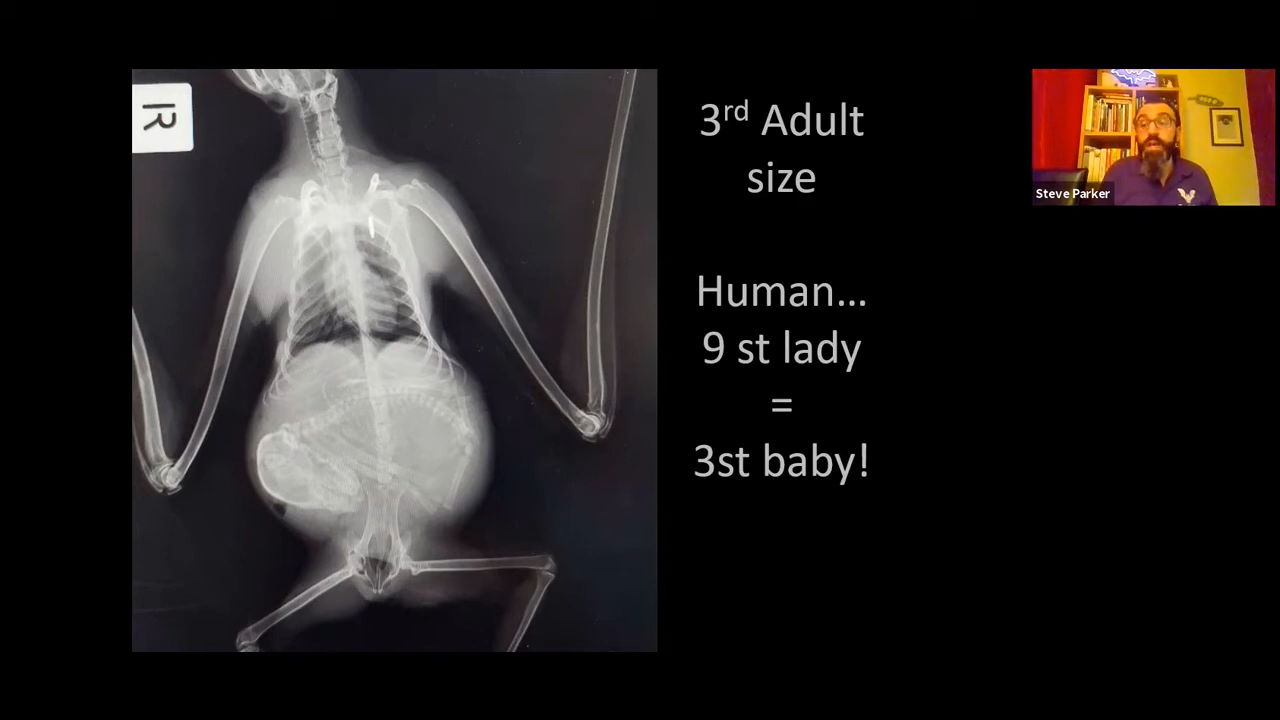 R
3rd Adult
size
Human...
9 st lady
=
3st baby!
Steve Parker